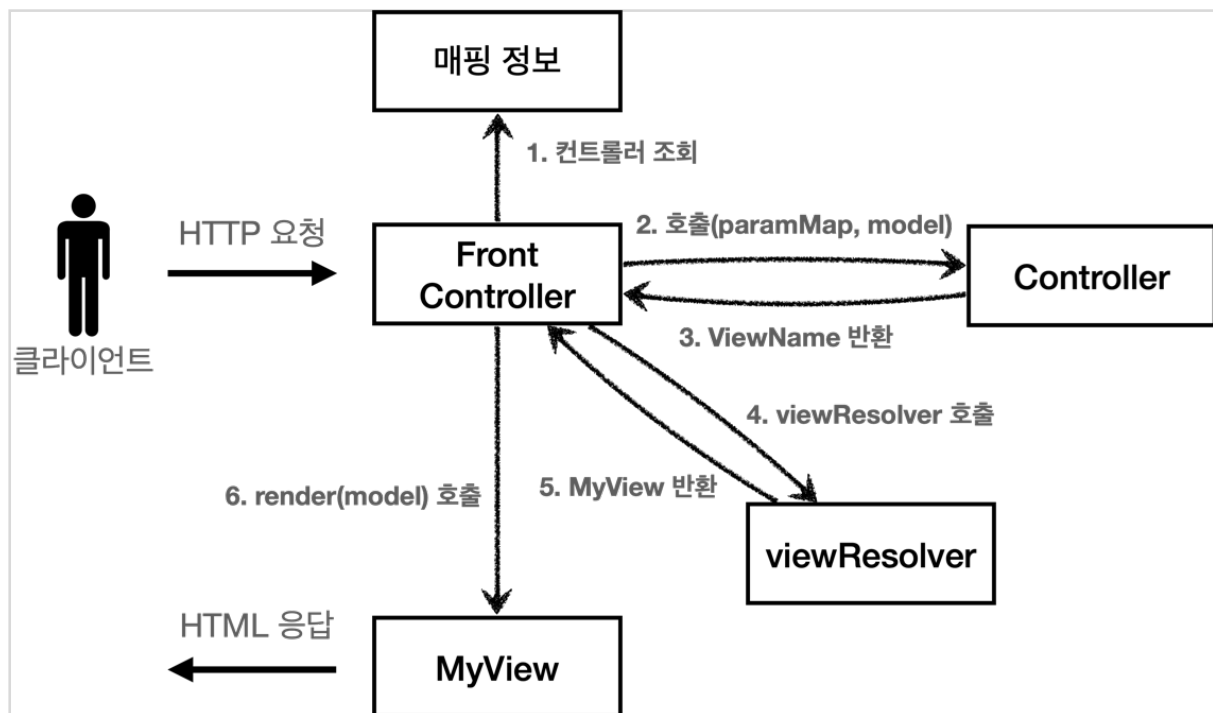 매핑 정보
1. 컨트롤러 조회
HTTP 요청
2. 호출(paramMap, model)
Front
Controller
Controller
3. ViewName 반환
클라이언트
4. viewResolver 호출
6. render(model) 호출
5. MyView 반환
viewResolver
HTML 응답
MyView